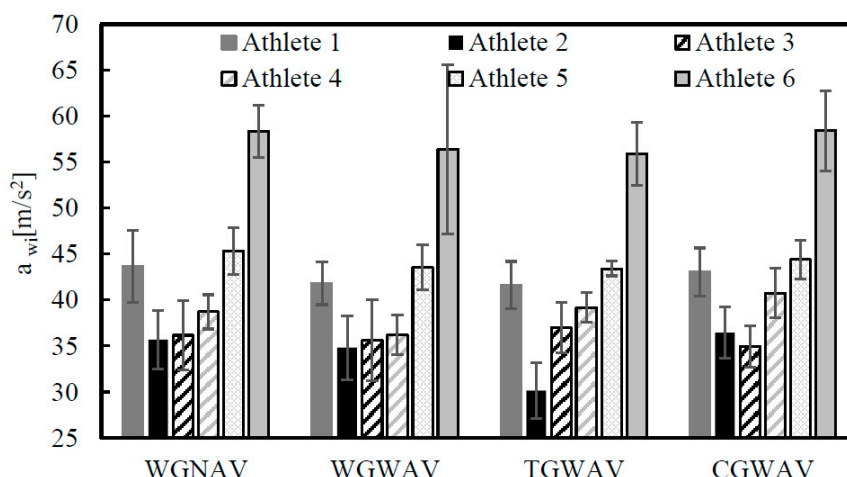 70
Athlete 1 Athlete 2 Athlete 3
65
Athlete 4 Athlete 5 Athlete 6
60
55
50
45
40
35
30
25
a wi[m/s²]
WGNAV WGWAV TGWAV CGWAV